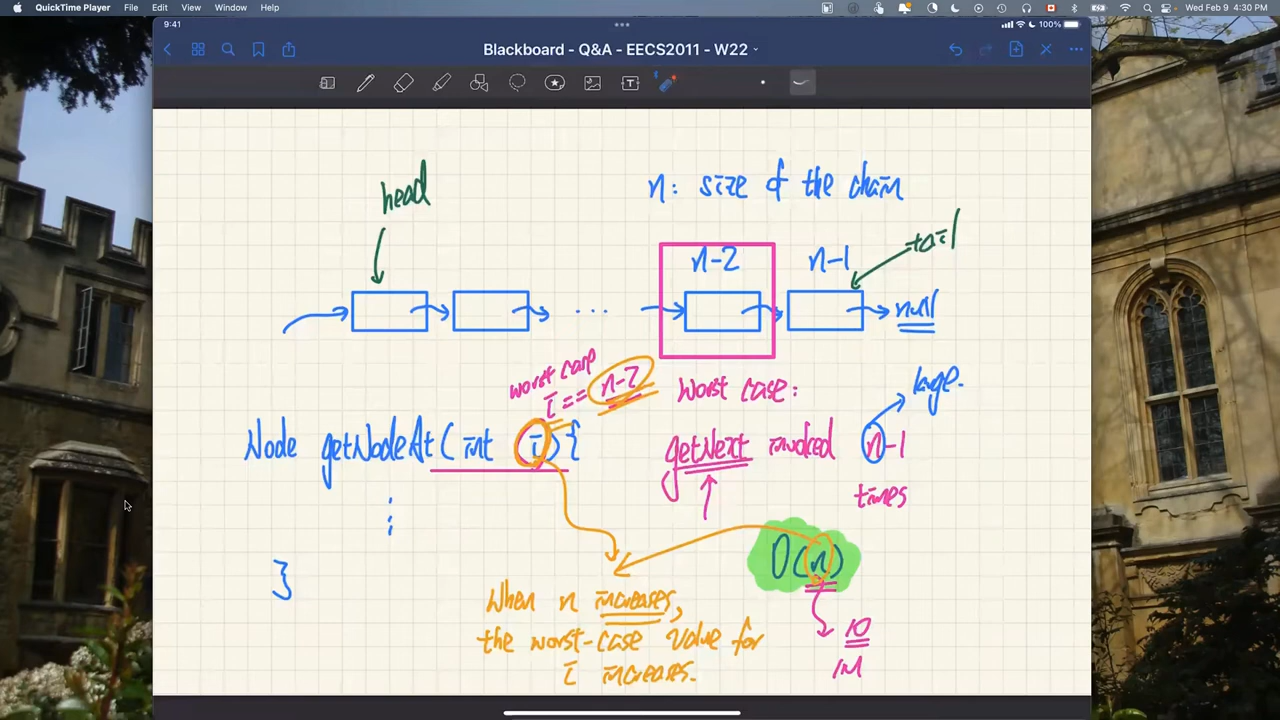 QuickTime Player File Edit View Window Help
Wed Feb 9 4:30 PM
9:41
100%
Blackboard - Q&A - EECS2011 - W22
head
n: size of the chain
tail
n-2
n-1
...
null
worst case
i == n-2
Worst case:
large.
Node getNodeAt(int i){
getNext invoked n-1
times
:
O(n)
}
When n increases,
the worst-case value for
i increases.
10
1M